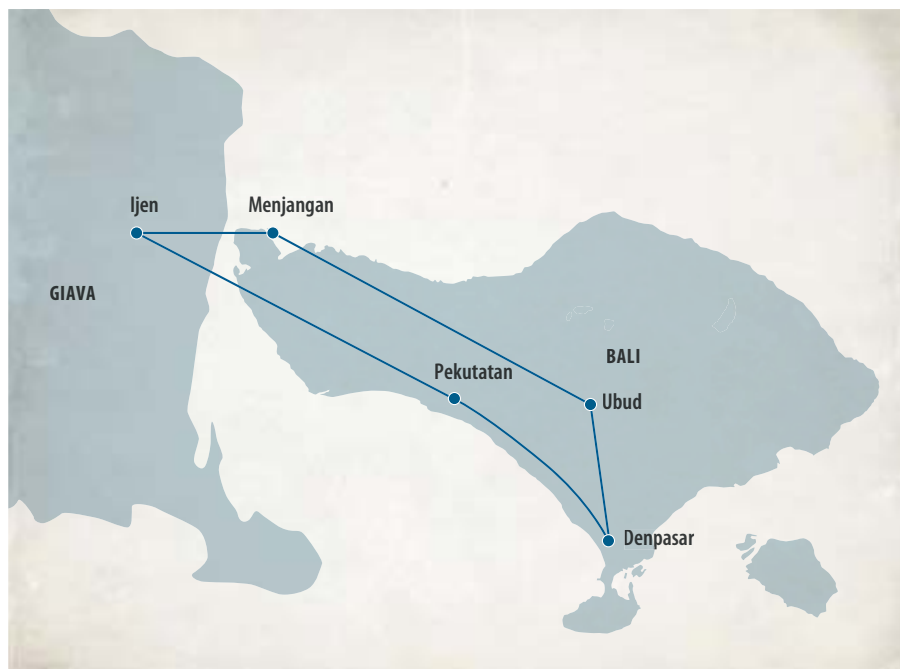 Ijen
Menjangan
GIAVA
BALI
Pekutatan
Ubud
Denpasar